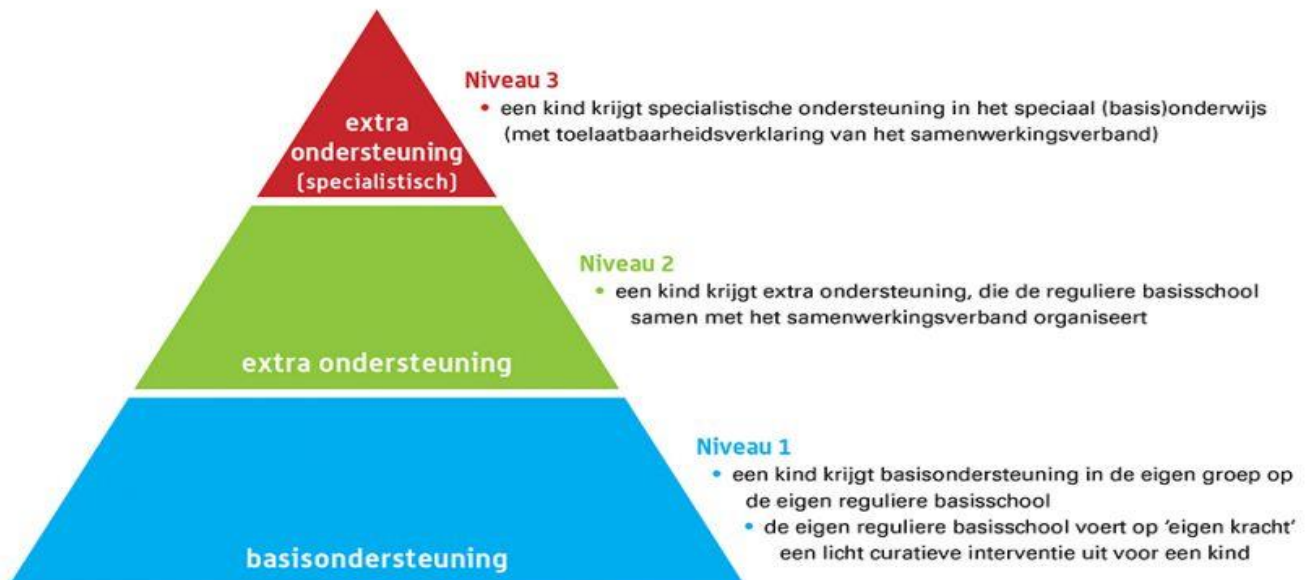 extra
ondersteuning
(specialistisch)
Niveau 3
• een kind krijgt specialistische ondersteuning in het speciaal (basis)onderwijs
(met toelaatbaarheidsverklaring van het samenwerkingsverband)
Niveau 2
• een kind krijgt extra ondersteuning, die de reguliere basisschool
samen met het samenwerkingsverband organiseert
extra ondersteuning
Niveau 1
• een kind krijgt basisondersteuning in de eigen groep op
de eigen reguliere basisschool
• de eigen reguliere basisschool voert op ‘eigen kracht’
een licht curatieve interventie uit voor een kind
basisondersteuning